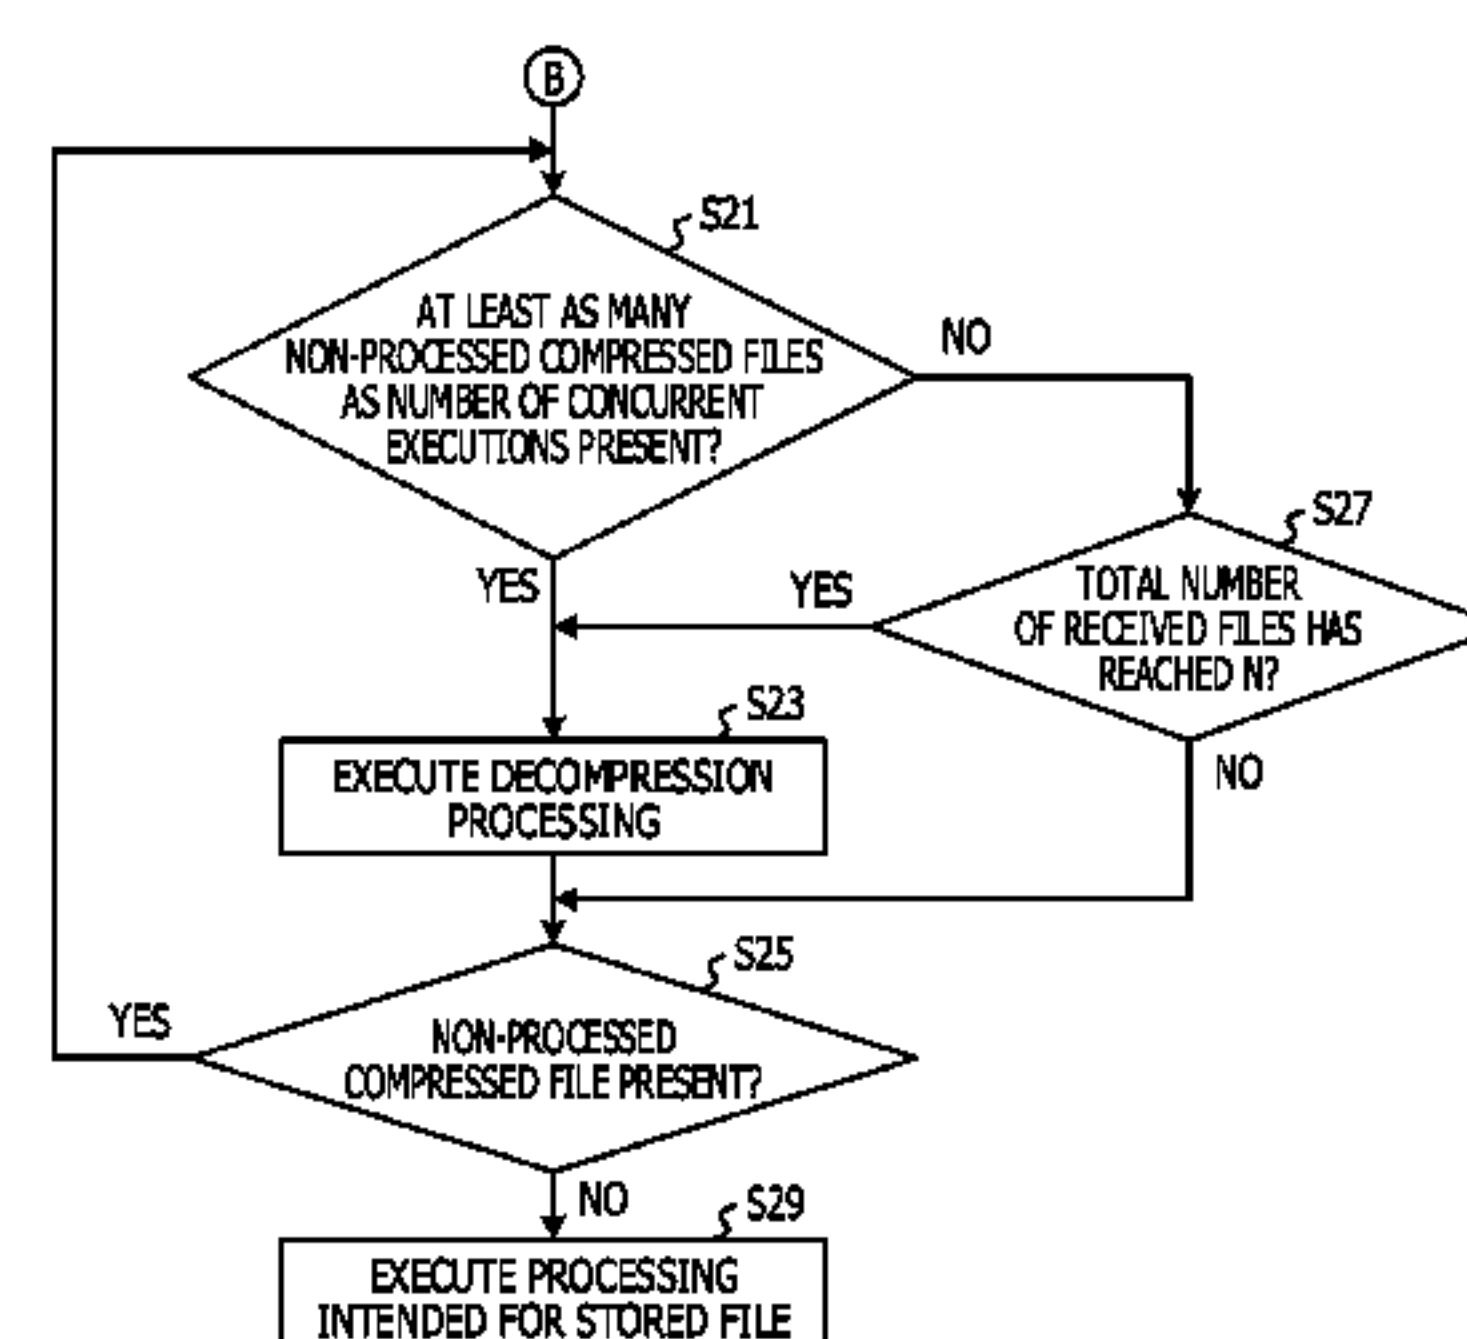 B
S21
AT LEAST AS MANY
NON-PROCESSED COMPRESSED FILES
AS NUMBER OF CONCURRENT
EXECUTIONS PRESENT?
NO
S27
YES
YES
TOTAL NUMBER
OF RECEIVED FILES HAS
REACHED N?
S23
NO
EXECUTE DECOMPRESSION
PROCESSING
S25
YES
NON-PROCESSED
COMPRESSED FILE PRESENT?
NO
S29
EXECUTE PROCESSING
INTENDED FOR STORED FILE